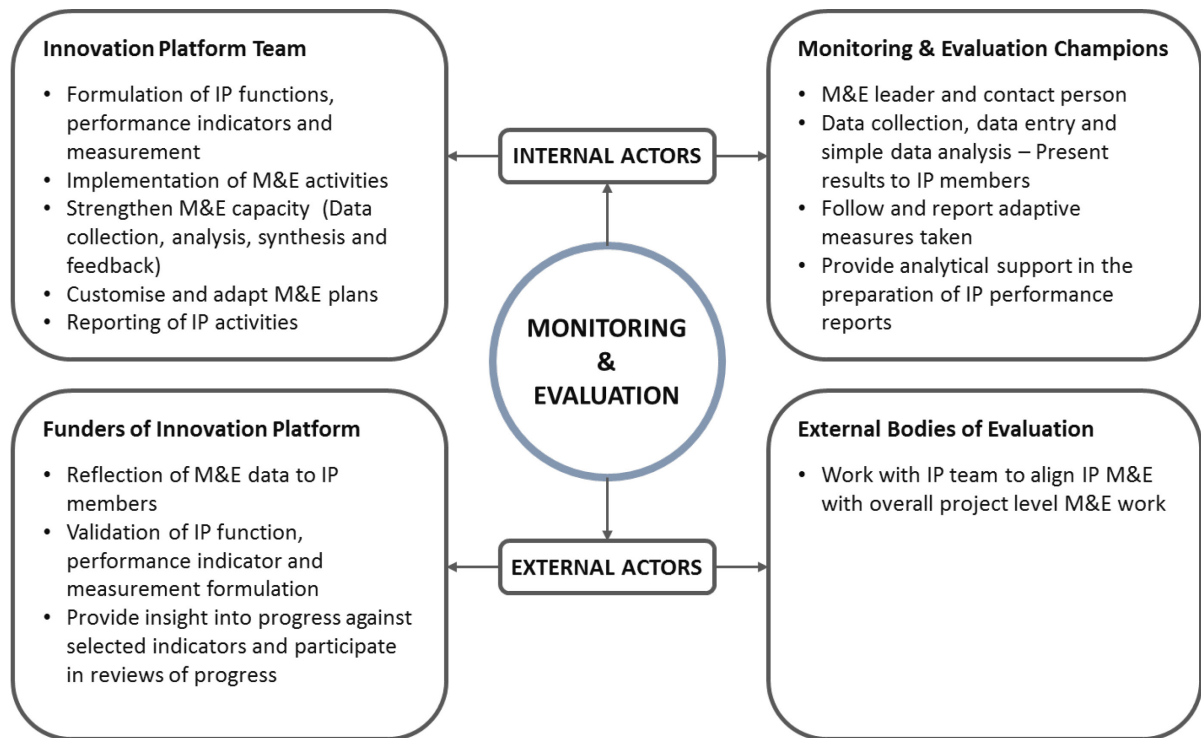 Innovation Platform Team
• Formulation of IP functions,
performance indicators and
measurement
• Implementation of M&E activities
• Strengthen M&E capacity (Data
collection, analysis, synthesis and
feedback)
• Customise and adapt M&E plans
• Reporting of IP activities
INTERNAL ACTORS
Monitoring & Evaluation Champions
• M&E leader and contact person
• Data collection, data entry and
simple data analysis – Present
results to IP members
• Follow and report adaptive
measures taken
• Provide analytical support in the
preparation of IP performance
reports
MONITORING
&
EVALUATION
Funders of Innovation Platform
• Reflection of M&E data to IP
members
• Validation of IP function,
performance indicator and
measurement formulation
• Provide insight into progress against
selected indicators and participate
in reviews of progress
EXTERNAL ACTORS
External Bodies of Evaluation
• Work with IP team to align IP M&E
with overall project level M&E work